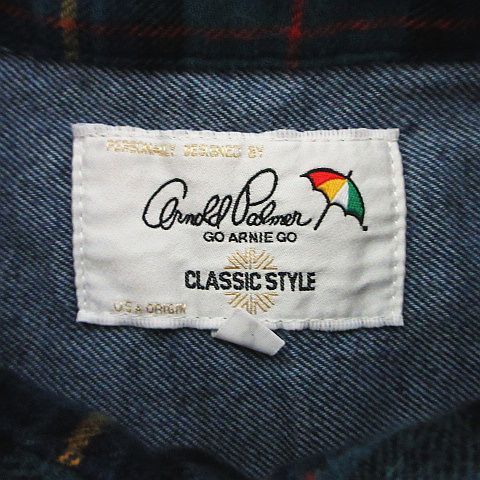 PERSONALLY DESIGNED BY
Arnold Palmer
GO ARNIE GO
CLASSIC STYLE
USA ORIGIN